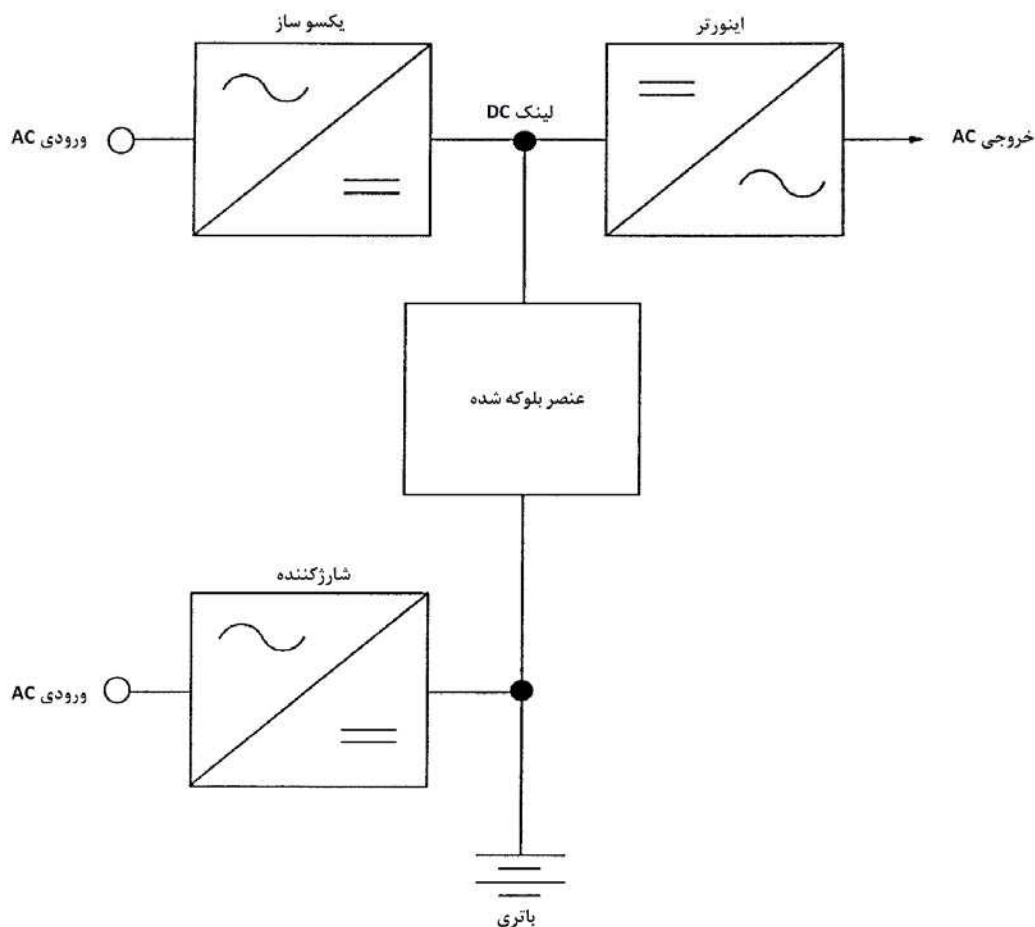 یکسو ساز
اینورتر
ورودی AC
لینک DC
خروجی AC
عنصر بلوکه شده
شارژکننده
ورودی AC
باتری